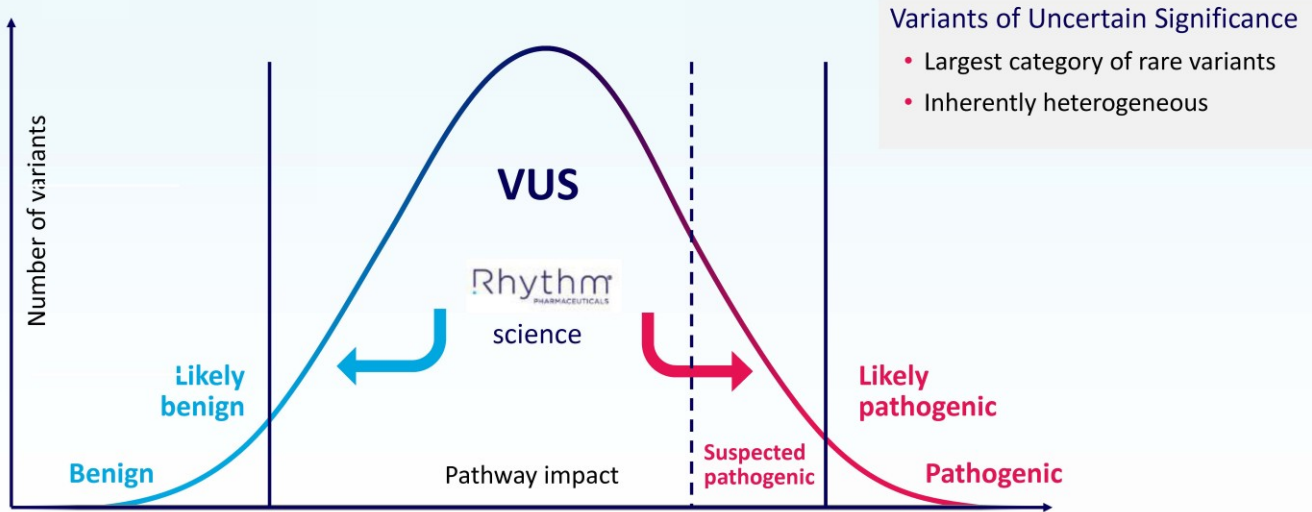 Variants of Uncertain Significance
• Largest category of rare variants
• Inherently heterogeneous
Number of variants
VUS
Rhythm
PHARMACEUTICALS
science
Likely
benign
Benign
Pathway impact
Suspected
pathogenic
Likely
pathogenic
Pathogenic